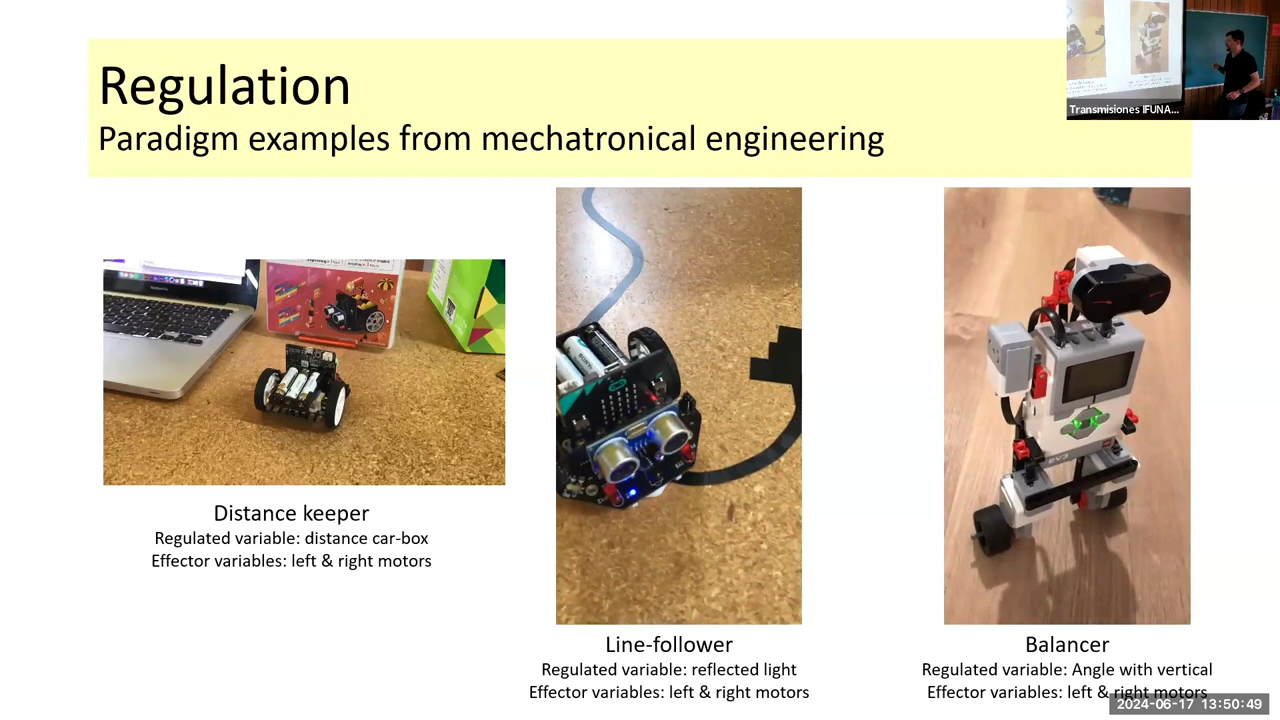 Regulation
Paradigm examples from mechatronical engineering
Transmisiones IFUNA...
Distance keeper
Regulated variable: distance car-box
Effector variables: left & right motors
Line-follower
Regulated variable: reflected light
Effector variables: left & right motors
Balancer
Regulated variable: Angle with vertical
Effector variables: left & right motors
EV3
2024-06-17 13:50:49